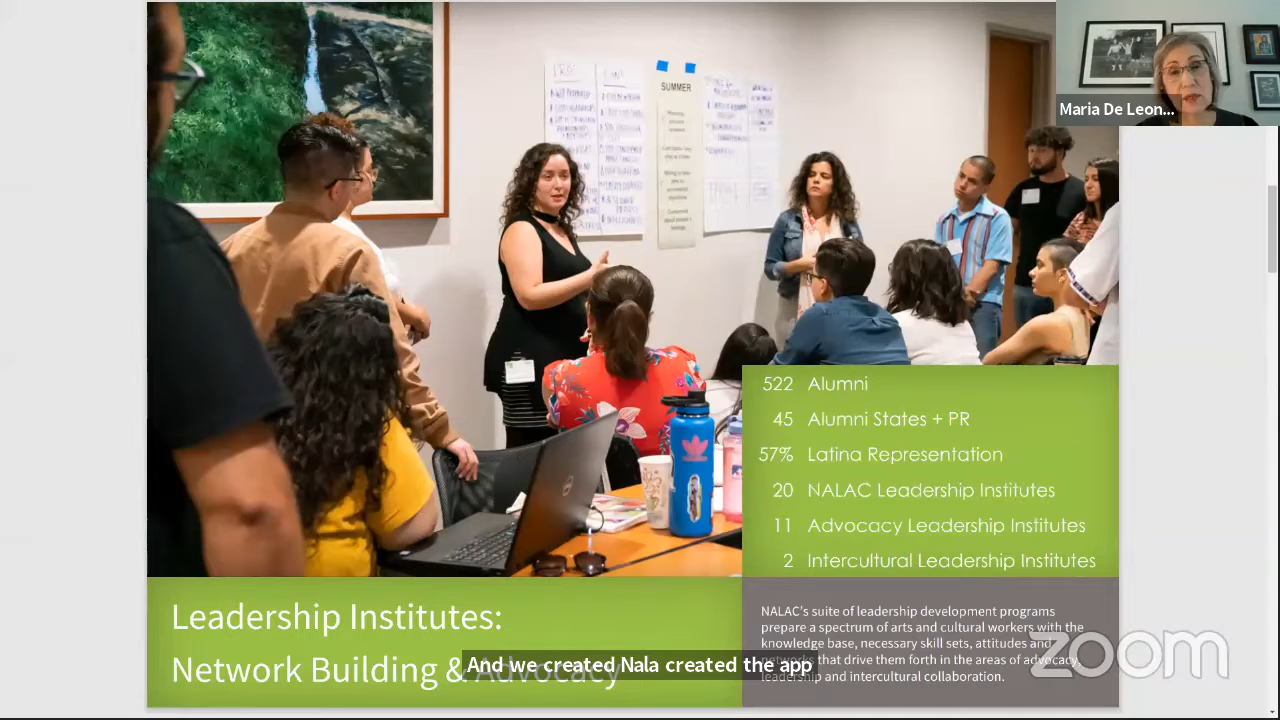 Maria De Leon...
SUMMER
522 Alumni
45 Alumni States + PR
57% Latina Representation
20 NALAC Leadership Institutes
11 Advocacy Leadership Institutes
2 Intercultural Leadership Institutes
Leadership Institutes:
Network Building & Advocacy
NALAC's suite of leadership development programs
prepare a spectrum of arts and cultural workers with the
knowledge base, necessary skill sets, attitudes and
networks that drive them forth in the areas of advocacy,
leadership and intercultural collaboration.
And we created Nala created the app
zoom